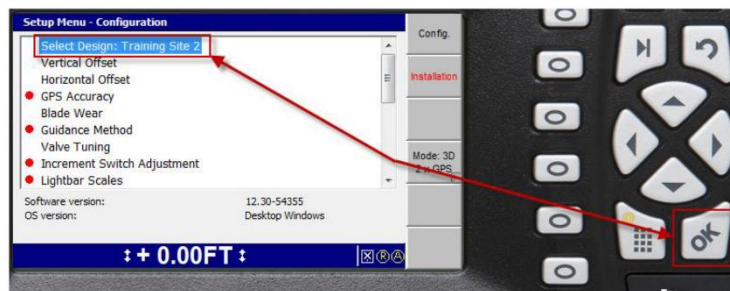 Setup Menu - Configuration
Select Design: Training Site 2
Vertical Offset
Horizontal Offset
GPS Accuracy
Blade Wear
Guidance Method
Valve Tuning
Increment Switch Adjustment
Lightbar Scales
Software version: 12.30-54355
OS version: Desktop Windows
+ 0.00FT
R A
Config.
Installation
Mode: 3D
2 x GPS
OK